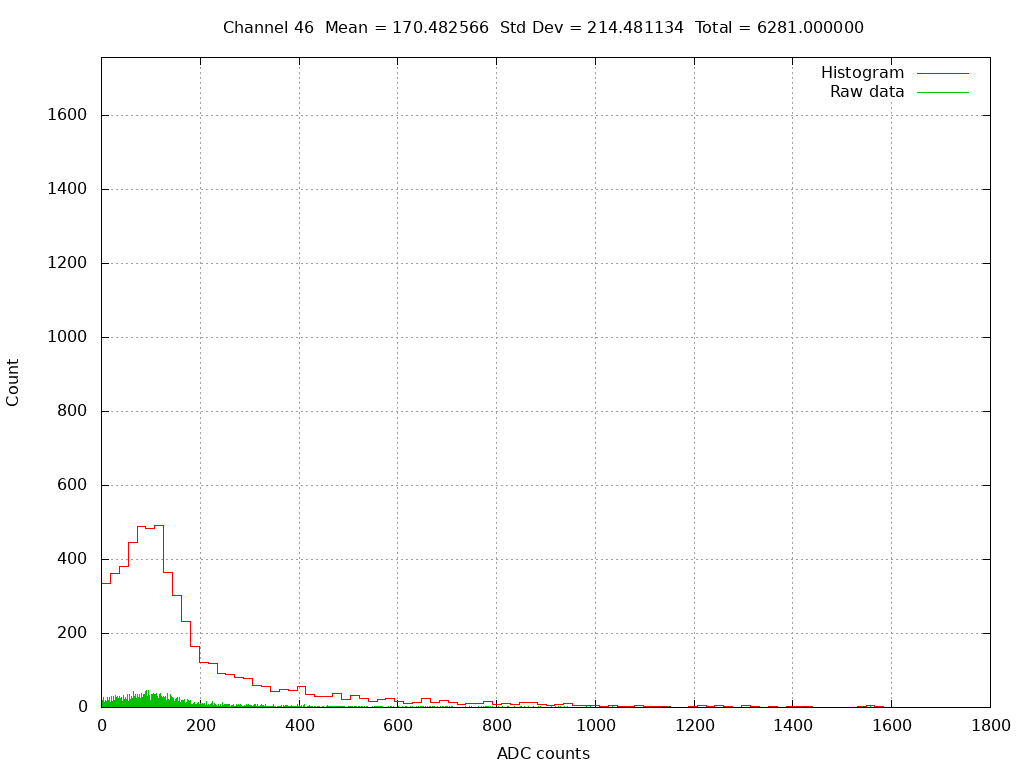 Channel 46  Mean = 170.482566  Std Dev = 214.481134  Total = 6281.000000
Histogram
Raw data
1600
1400
1200
1000
800
600
400
200
0
Count
0 200 400 600 800 1000 1200 1400 1600 1800
ADC counts